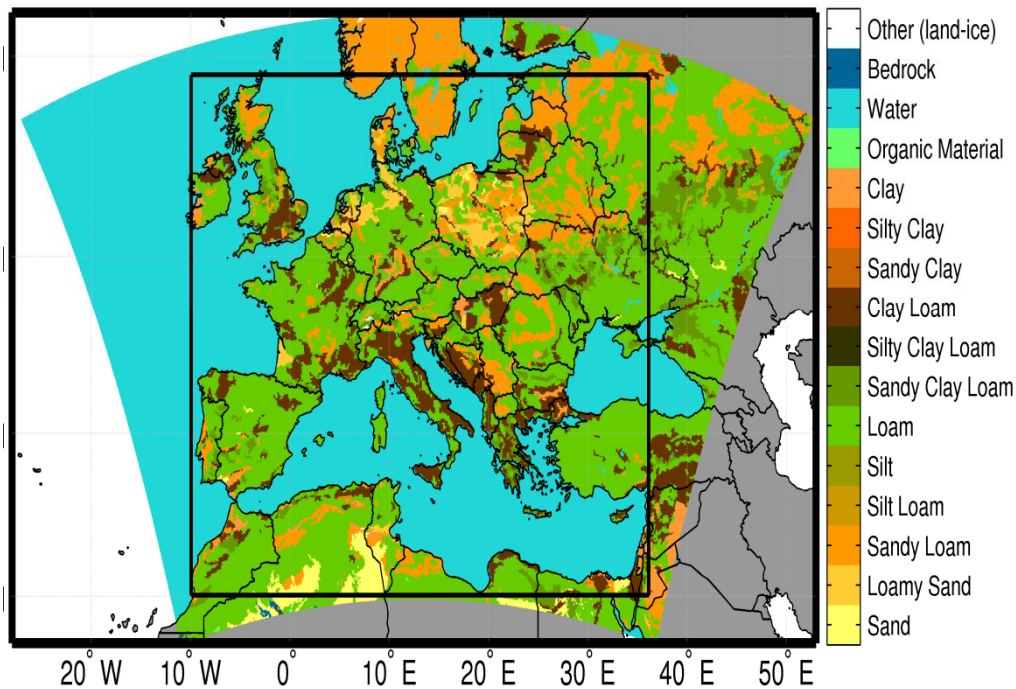 Other (land-ice)
Bedrock
Water
Organic Material
Clay
Silty Clay
Sandy Clay
Clay Loam
Silty Clay Loam
Sandy Clay Loam
Loam
Silt
Silt Loam
Sandy Loam
Loamy Sand
Sand
20° W 10° W 0° 10° E 20° E 30° E 40° E 50° E